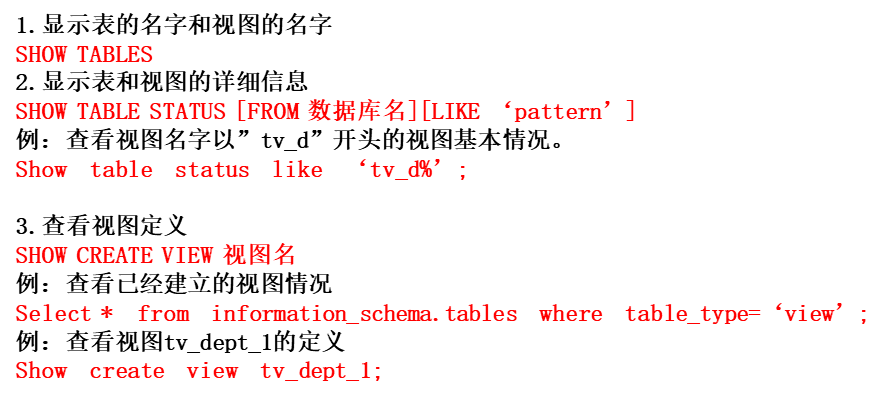 1.显示表的名字和视图的名字
SHOW TABLES
2.显示表和视图的详细信息
SHOW TABLE STATUS [FROM 数据库名][LIKE ‘pattern’]
例：查看视图名字以”tv_d”开头的视图基本情况。
Show table status like ‘tv_d%’;
3.查看视图定义
SHOW CREATE VIEW 视图名
例：查看已经建立的视图情况
Select * from information_schema.tables where table_type=‘view’;
例：查看视图tv_dept_1的定义
Show create view tv_dept_1;